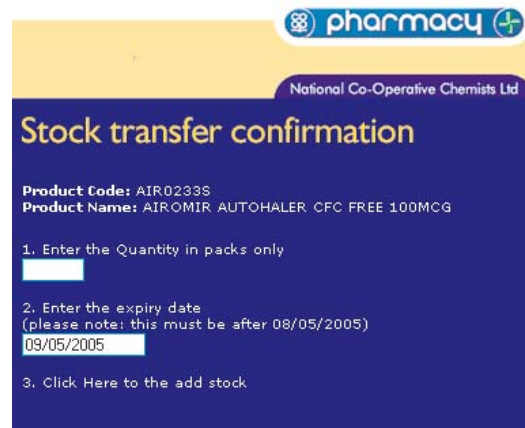 pharmacy
National Co-Operative Chemists Ltd
Stock transfer confirmation
Product Code: AIR0233S
Product Name: AIROMIR AUTOHALER CFC FREE 100MCG
1. Enter the Quantity in packs only
2. Enter the expiry date
(please note: this must be after 08/05/2005)
09/05/2005
3. Click Here to the add stock